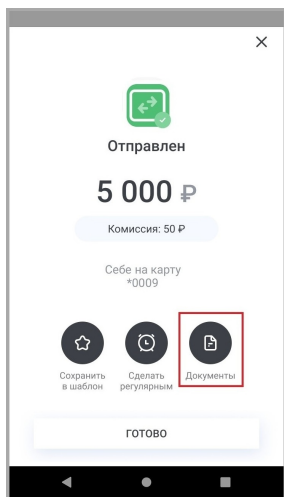 Отправлен
5 000 ₽
Комиссия: 50 ₽
Себе на карту
*0009
Сохранить
в шаблон
Сделать
регулярным
Документы
ГОТОВО